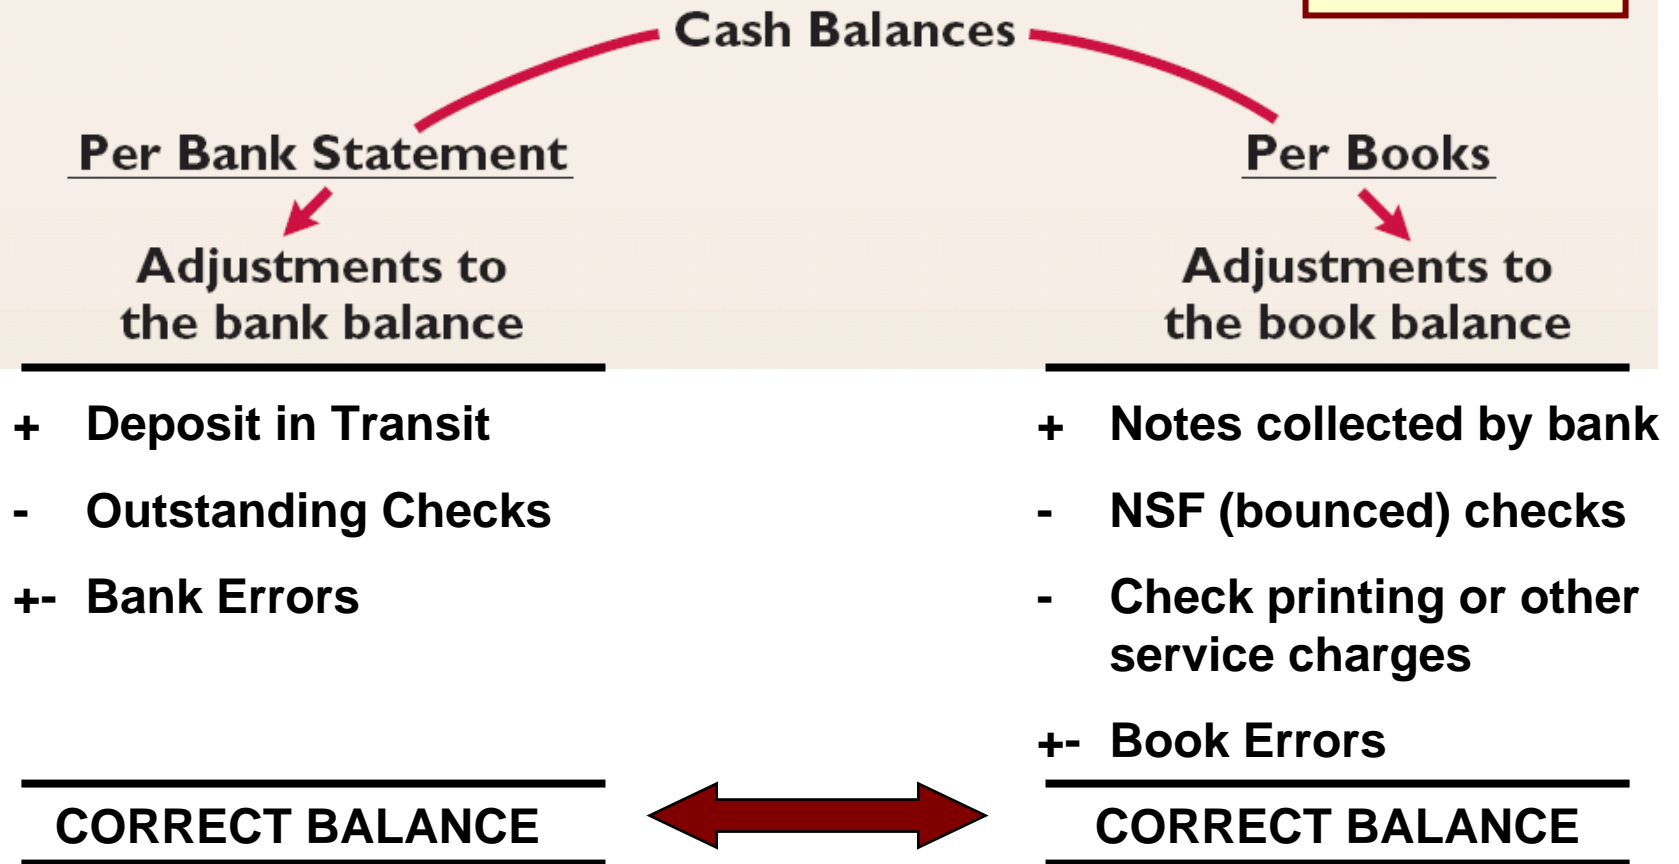 Cash Balances
Per Bank Statement
Adjustments to
the bank balance
+ Deposit in Transit
- Outstanding Checks
+- Bank Errors
CORRECT BALANCE
Per Books
Adjustments to
the book balance
+ Notes collected by bank
- NSF (bounced) checks
- Check printing or other
service charges
+- Book Errors
CORRECT BALANCE